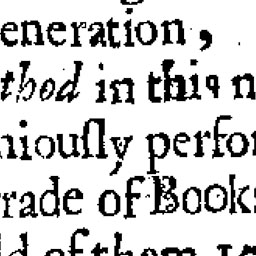 eneration,
thod in this n
niouſly perfor
rade of Books
ld of them